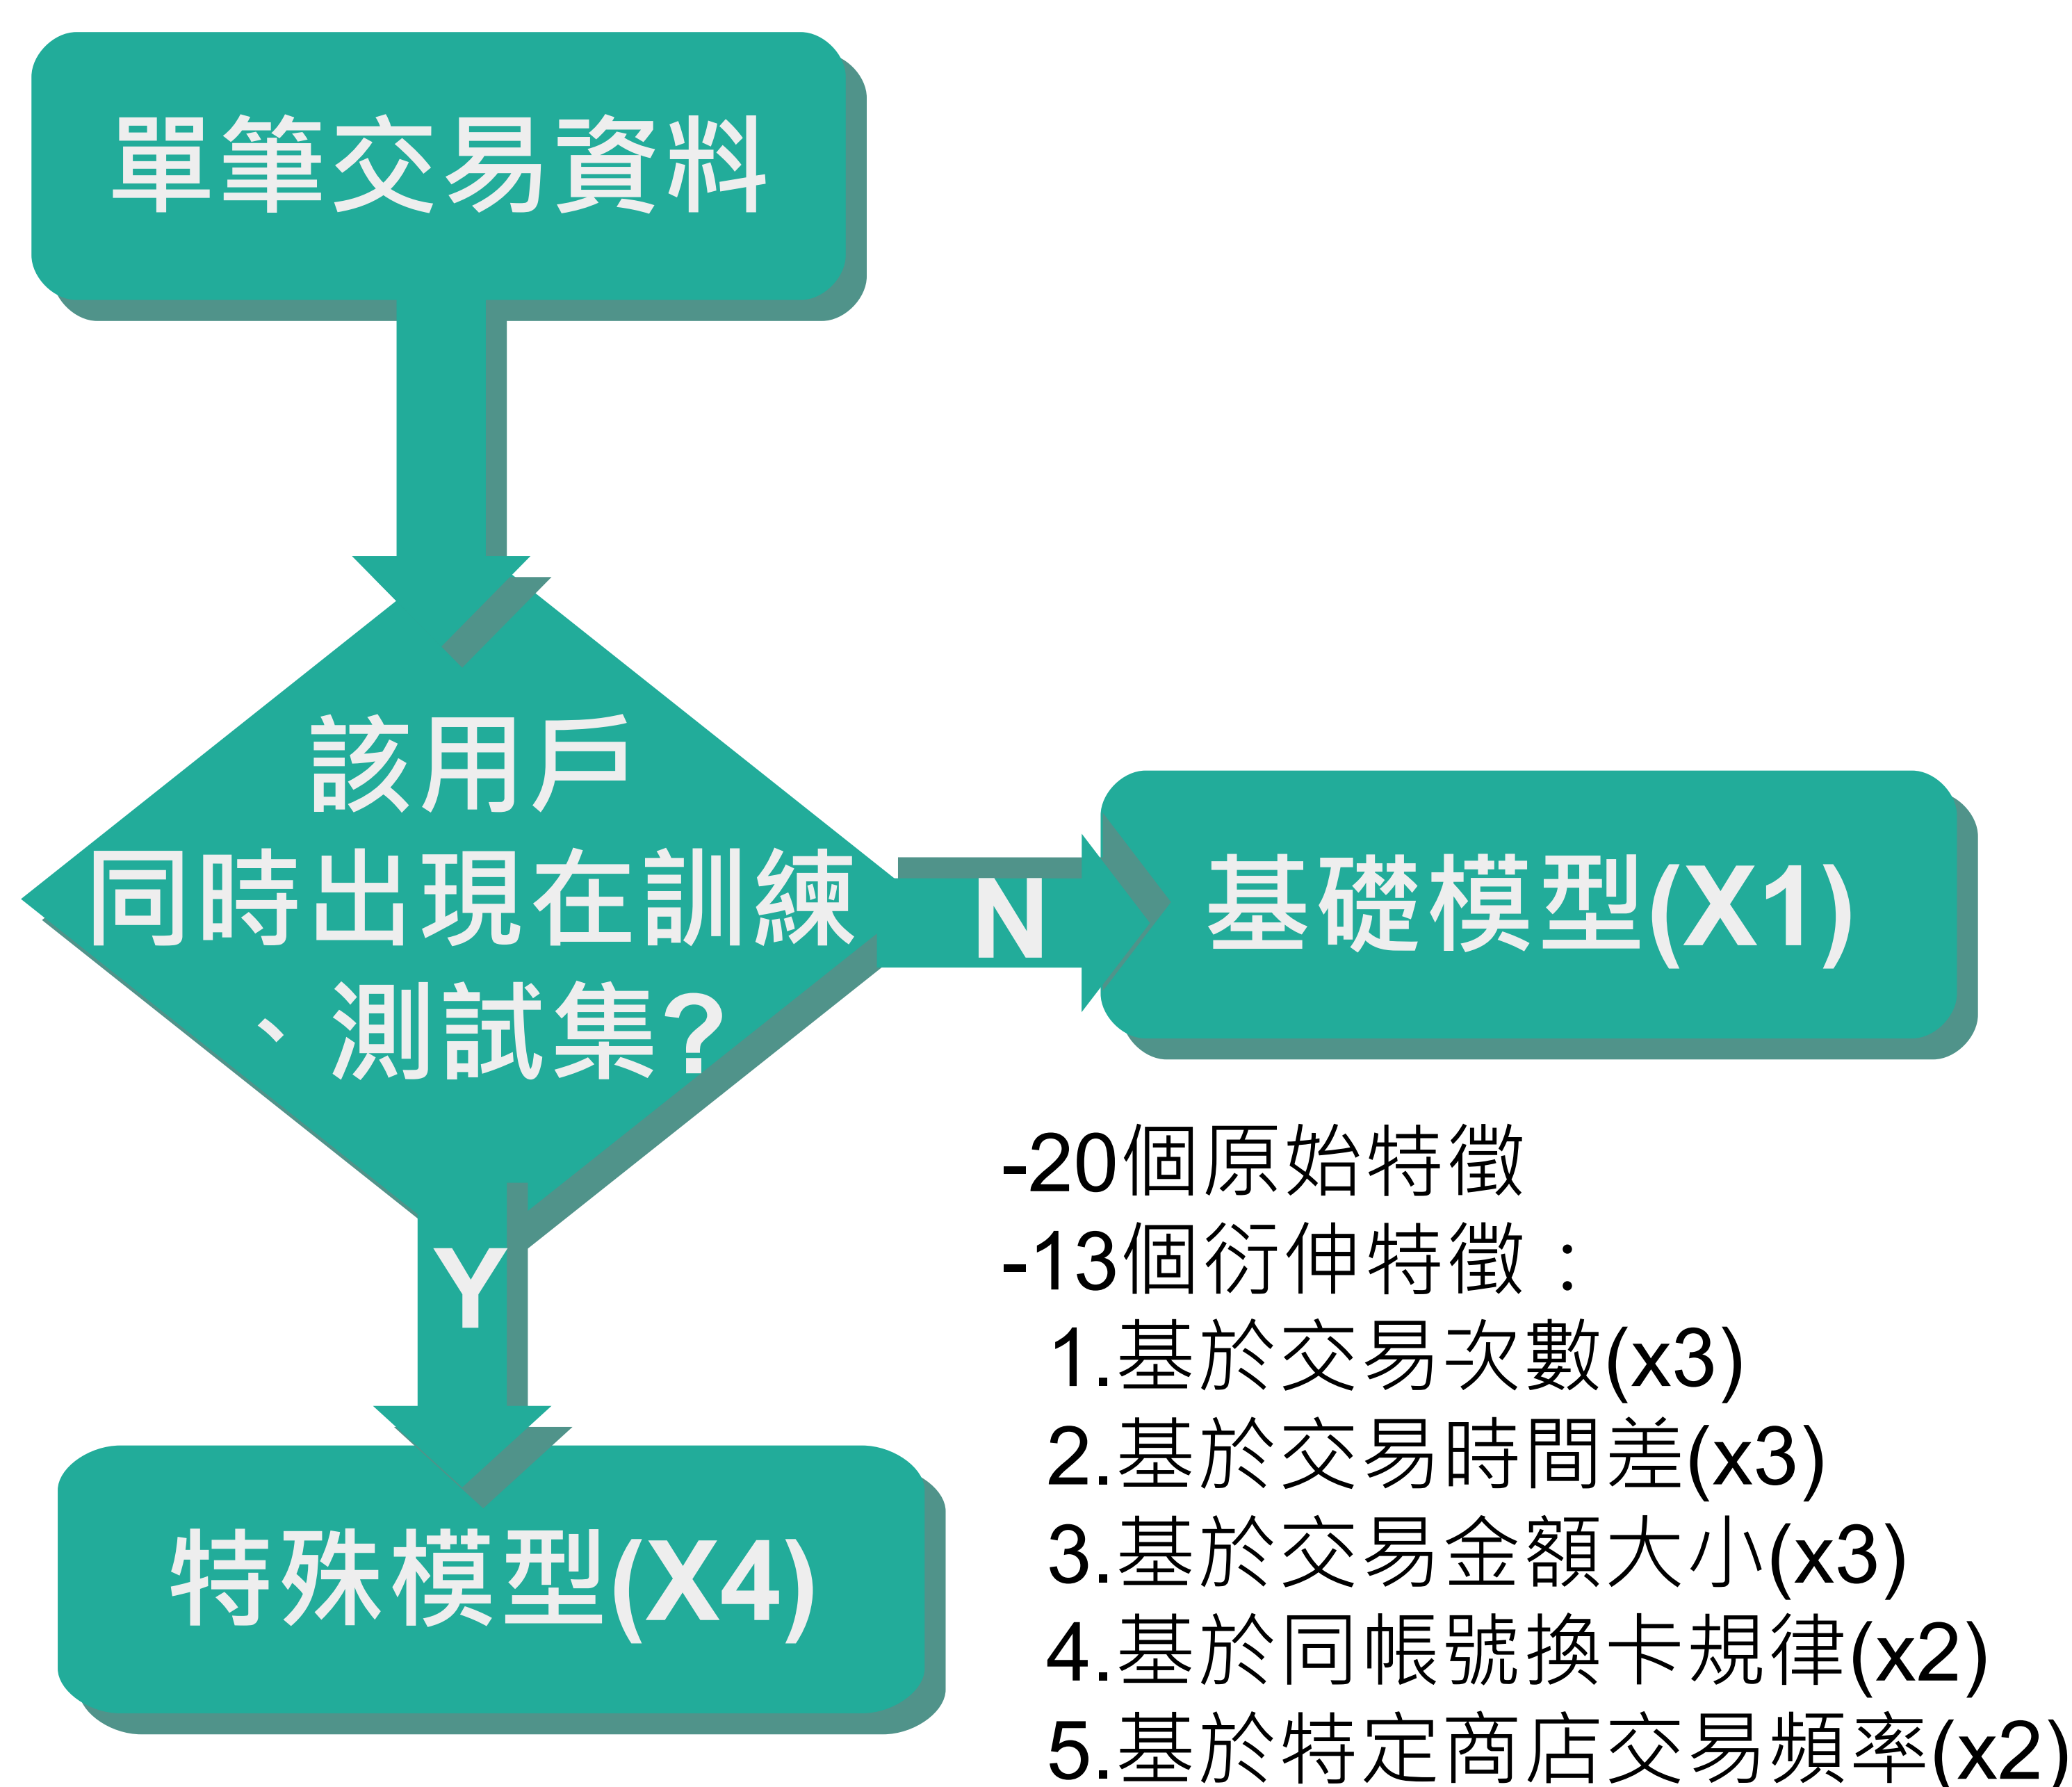 單筆交易資料
該用戶
同時出現在訓練
、測試集?
N
基礎模型(X1)
Y
特殊模型(X4)
-20個原始特徵
-13個衍伸特徵：
1.基於交易次數(x3)
2.基於交易時間差(x3)
3.基於交易金額大小(x3)
4.基於同帳號換卡規律(x2)
5.基於特定商店交易頻率(x2)